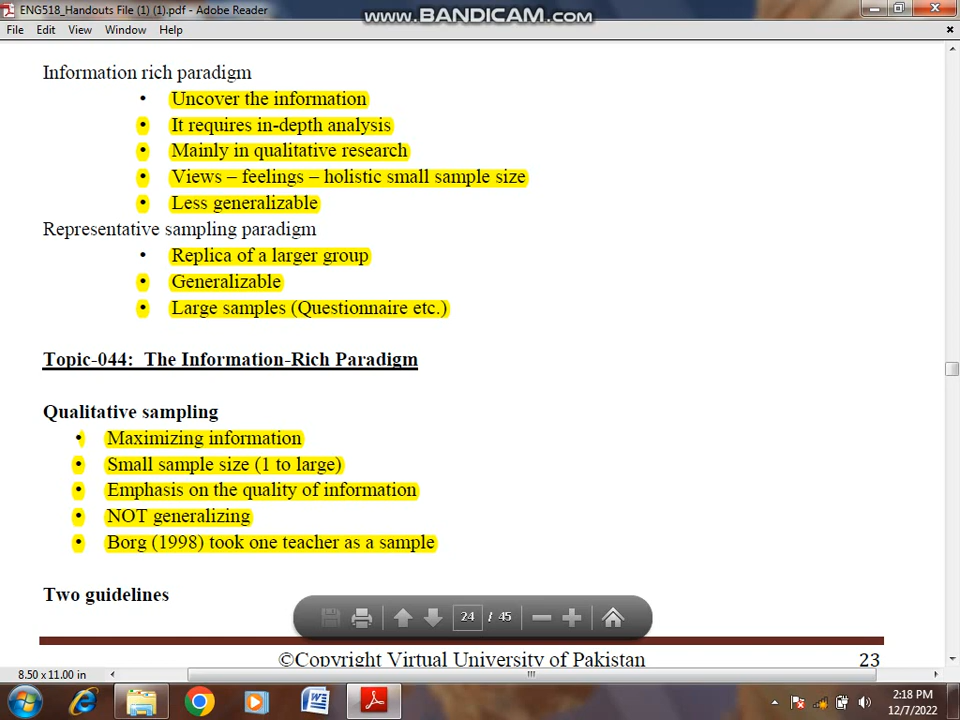 ENG518_Handouts File (1) (1).pdf - Adobe Reader
www.BANDICAM.com
File Edit View Window Help
Information rich paradigm
• Uncover the information
• It requires in-depth analysis
• Mainly in qualitative research
• Views – feelings – holistic small sample size
• Less generalizable
Representative sampling paradigm
• Replica of a larger group
• Generalizable
• Large samples (Questionnaire etc.)
Topic-044: The Information-Rich Paradigm
Qualitative sampling
• Maximizing information
• Small sample size (1 to large)
• Emphasis on the quality of information
• NOT generalizing
• Borg (1998) took one teacher as a sample
Two guidelines
24 / 45
©Copyright Virtual University of Pakistan 23
8.50 x 11.00 in
2:18 PM
12/7/2022